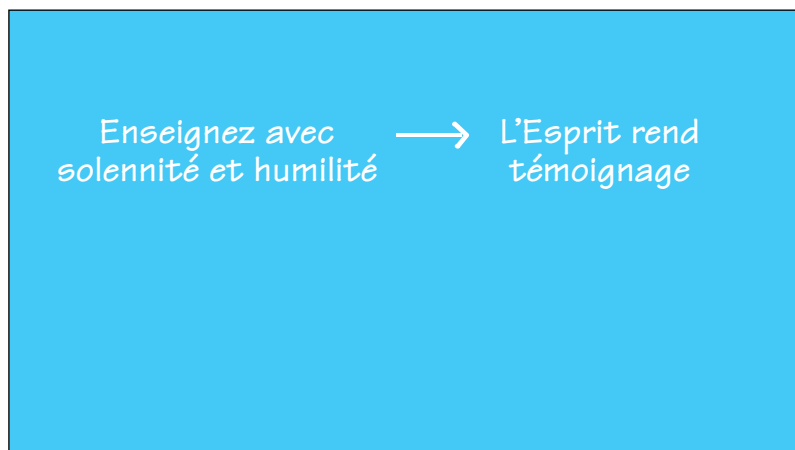 Enseignez avec
solennité et humilité
→ L'Esprit rend
témoignage